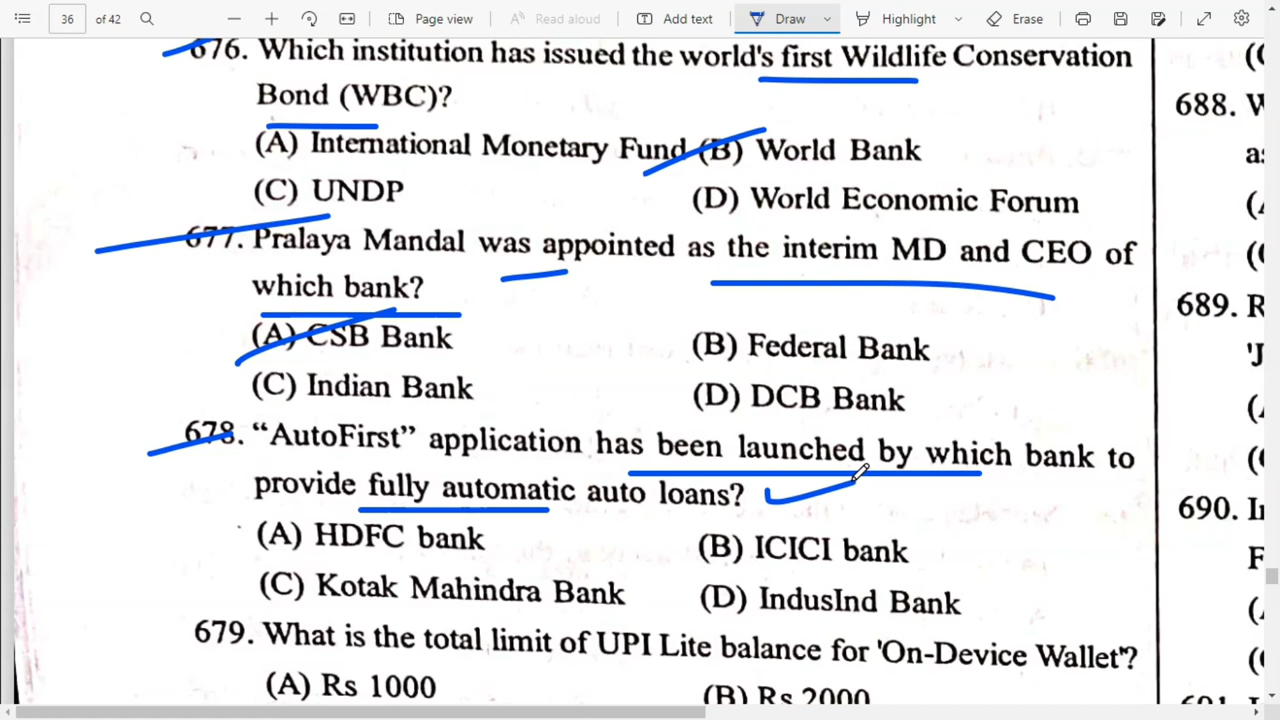 36 of 42 Page view Read aloud Add text Draw Highlight Erase
676. Which institution has issued the world's first Wildlife Conservation
Bond (WBC)?
(A) International Monetary Fund (B) World Bank
(C) UNDP (D) World Economic Forum
677. Pralaya Mandal was appointed as the interim MD and CEO of
which bank?
(A) CSB Bank (B) Federal Bank
(C) Indian Bank (D) DCB Bank
678. “AutoFirst” application has been launched by which bank to
provide fully automatic auto loans?
(A) HDFC bank (B) ICICI bank
(C) Kotak Mahindra Bank (D) IndusInd Bank
679. What is the total limit of UPI Lite balance for 'On-Device Wallet'?
(A) Rs 1000 (B) Rs 2000
688.
689.
690.